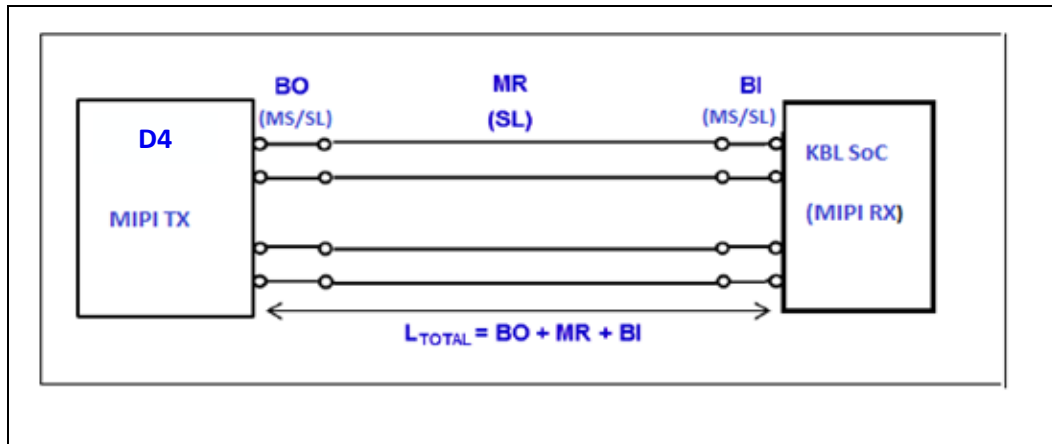 BO
(MS/SL)
MR
(SL)
BI
(MS/SL)
D4
MIPI TX
KBL SoC
(MIPI RX)
LTOTAL = BO + MR + BI